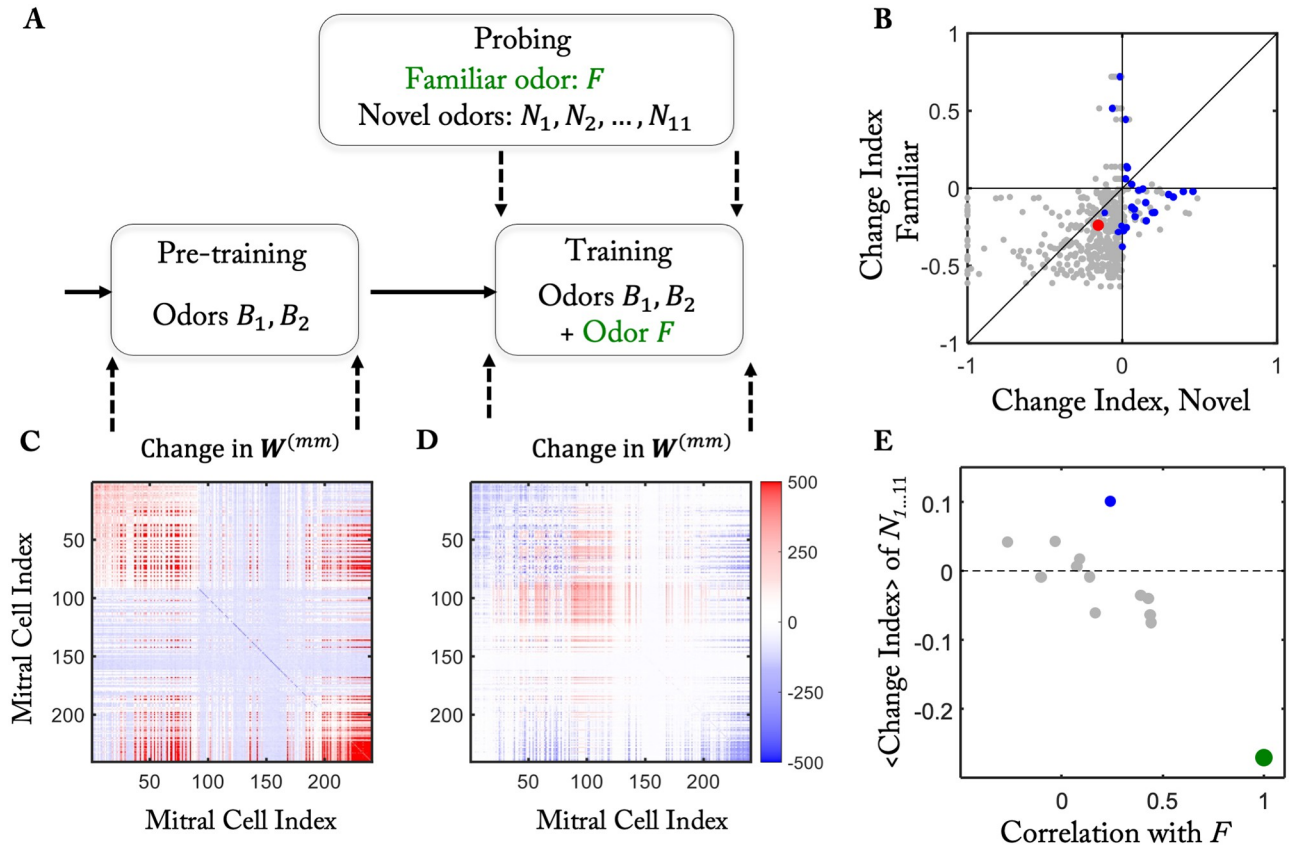 A
Probing
Familiar odor: F
Novel odors: N₁, N₂, ..., N₁₁
Pre-training
Odors B₁, B₂
Training
Odors B₁, B₂
+ Odor F
B
1
0.5
0
-0.5
-1
-1
0
1
Change Index
Familiar
Change Index, Novel
C
Change in W⁽ᵐᵐ⁾
50
100
150
200
50
100
150
200
Mitral Cell Index
Mitral Cell Index
D
Change in W⁽ᵐᵐ⁾
50
100
150
200
Mitral Cell Index
500
250
0
-250
-500
E
0.1
0
-0.1
-0.2
0
0.5
1
<Change Index> of N₁...₁₁
Correlation with F